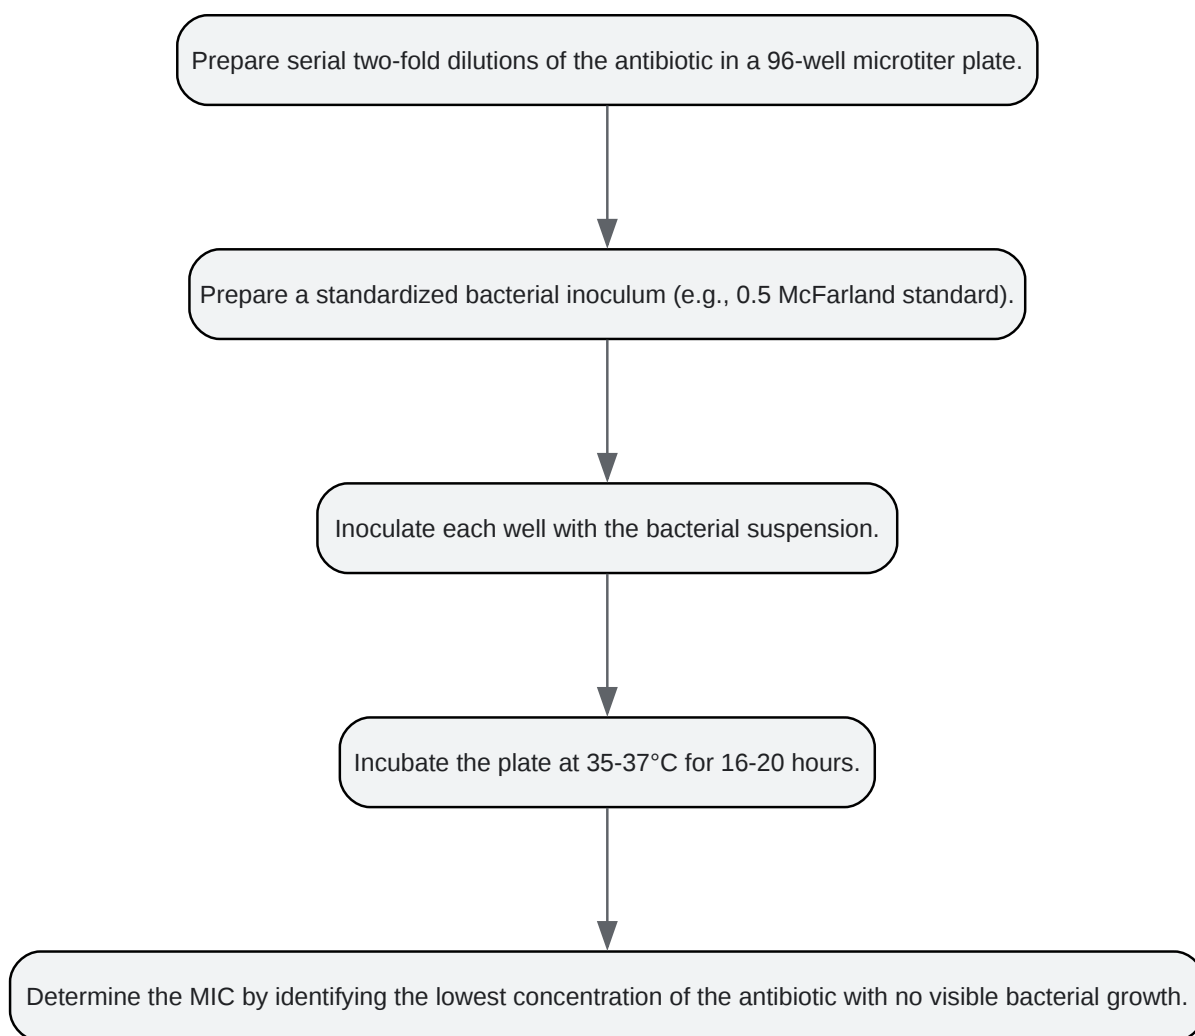 Prepare serial two-fold dilutions of the antibiotic in a 96-well microtiter plate.
Prepare a standardized bacterial inoculum (e.g., 0.5 McFarland standard).
Inoculate each well with the bacterial suspension.
Incubate the plate at 35-37°C for 16-20 hours.
Determine the MIC by identifying the lowest concentration of the antibiotic with no visible bacterial growth.